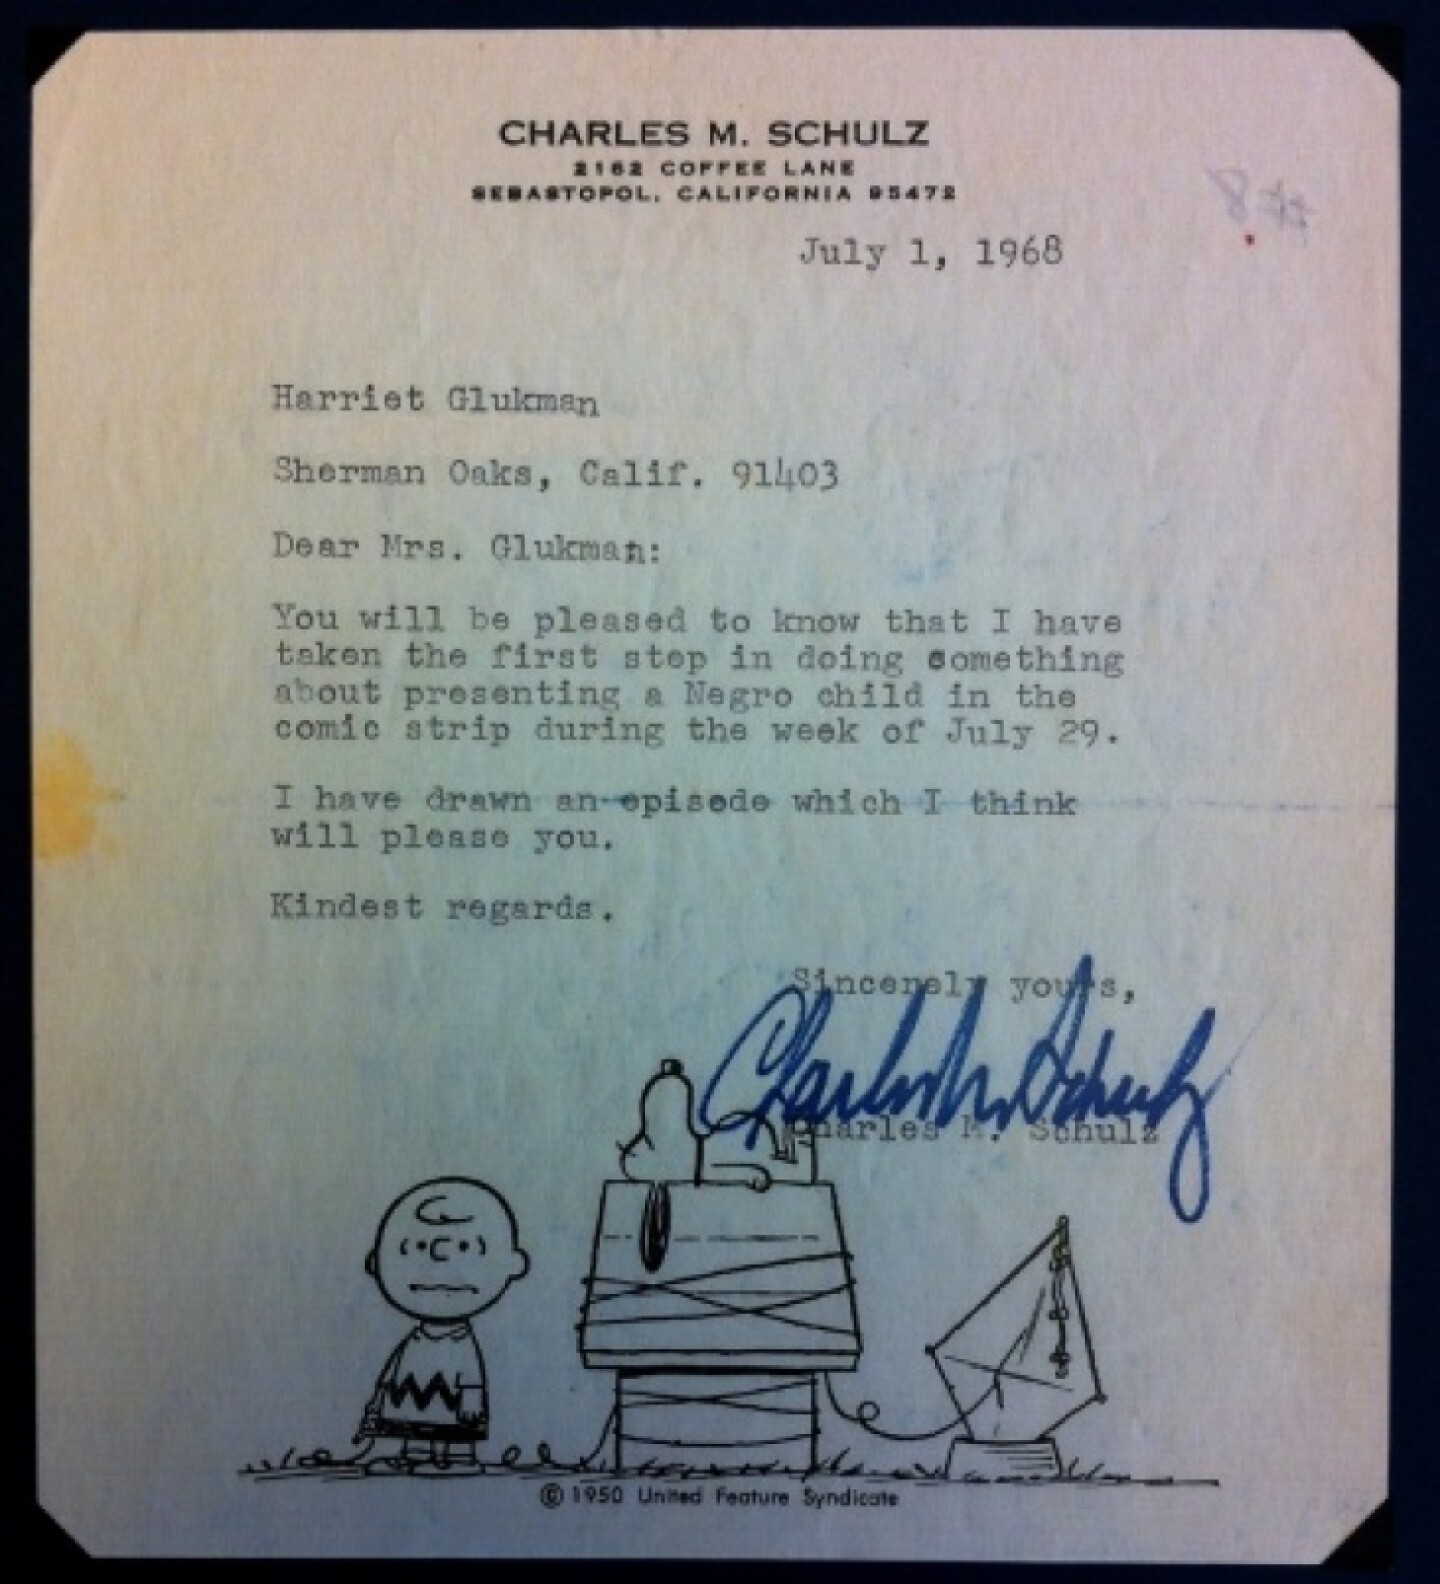 CHARLES M. SCHULZ
2162 COFFEE LANE
SEBASTOPOL, CALIFORNIA 95472
#8
July 1, 1968
Harriet Glukman
Sherman Oaks, Calif. 91403
Dear Mrs. Glukman:
You will be pleased to know that I have
taken the first step in doing something
about presenting a Negro child in the
comic strip during the week of July 29.
I have drawn an episode which I think
will please you.
Kindest regards.
Sincerely yours,
Charles M. Schulz
Charles M. Schulz
© 1950 United Feature Syndicate